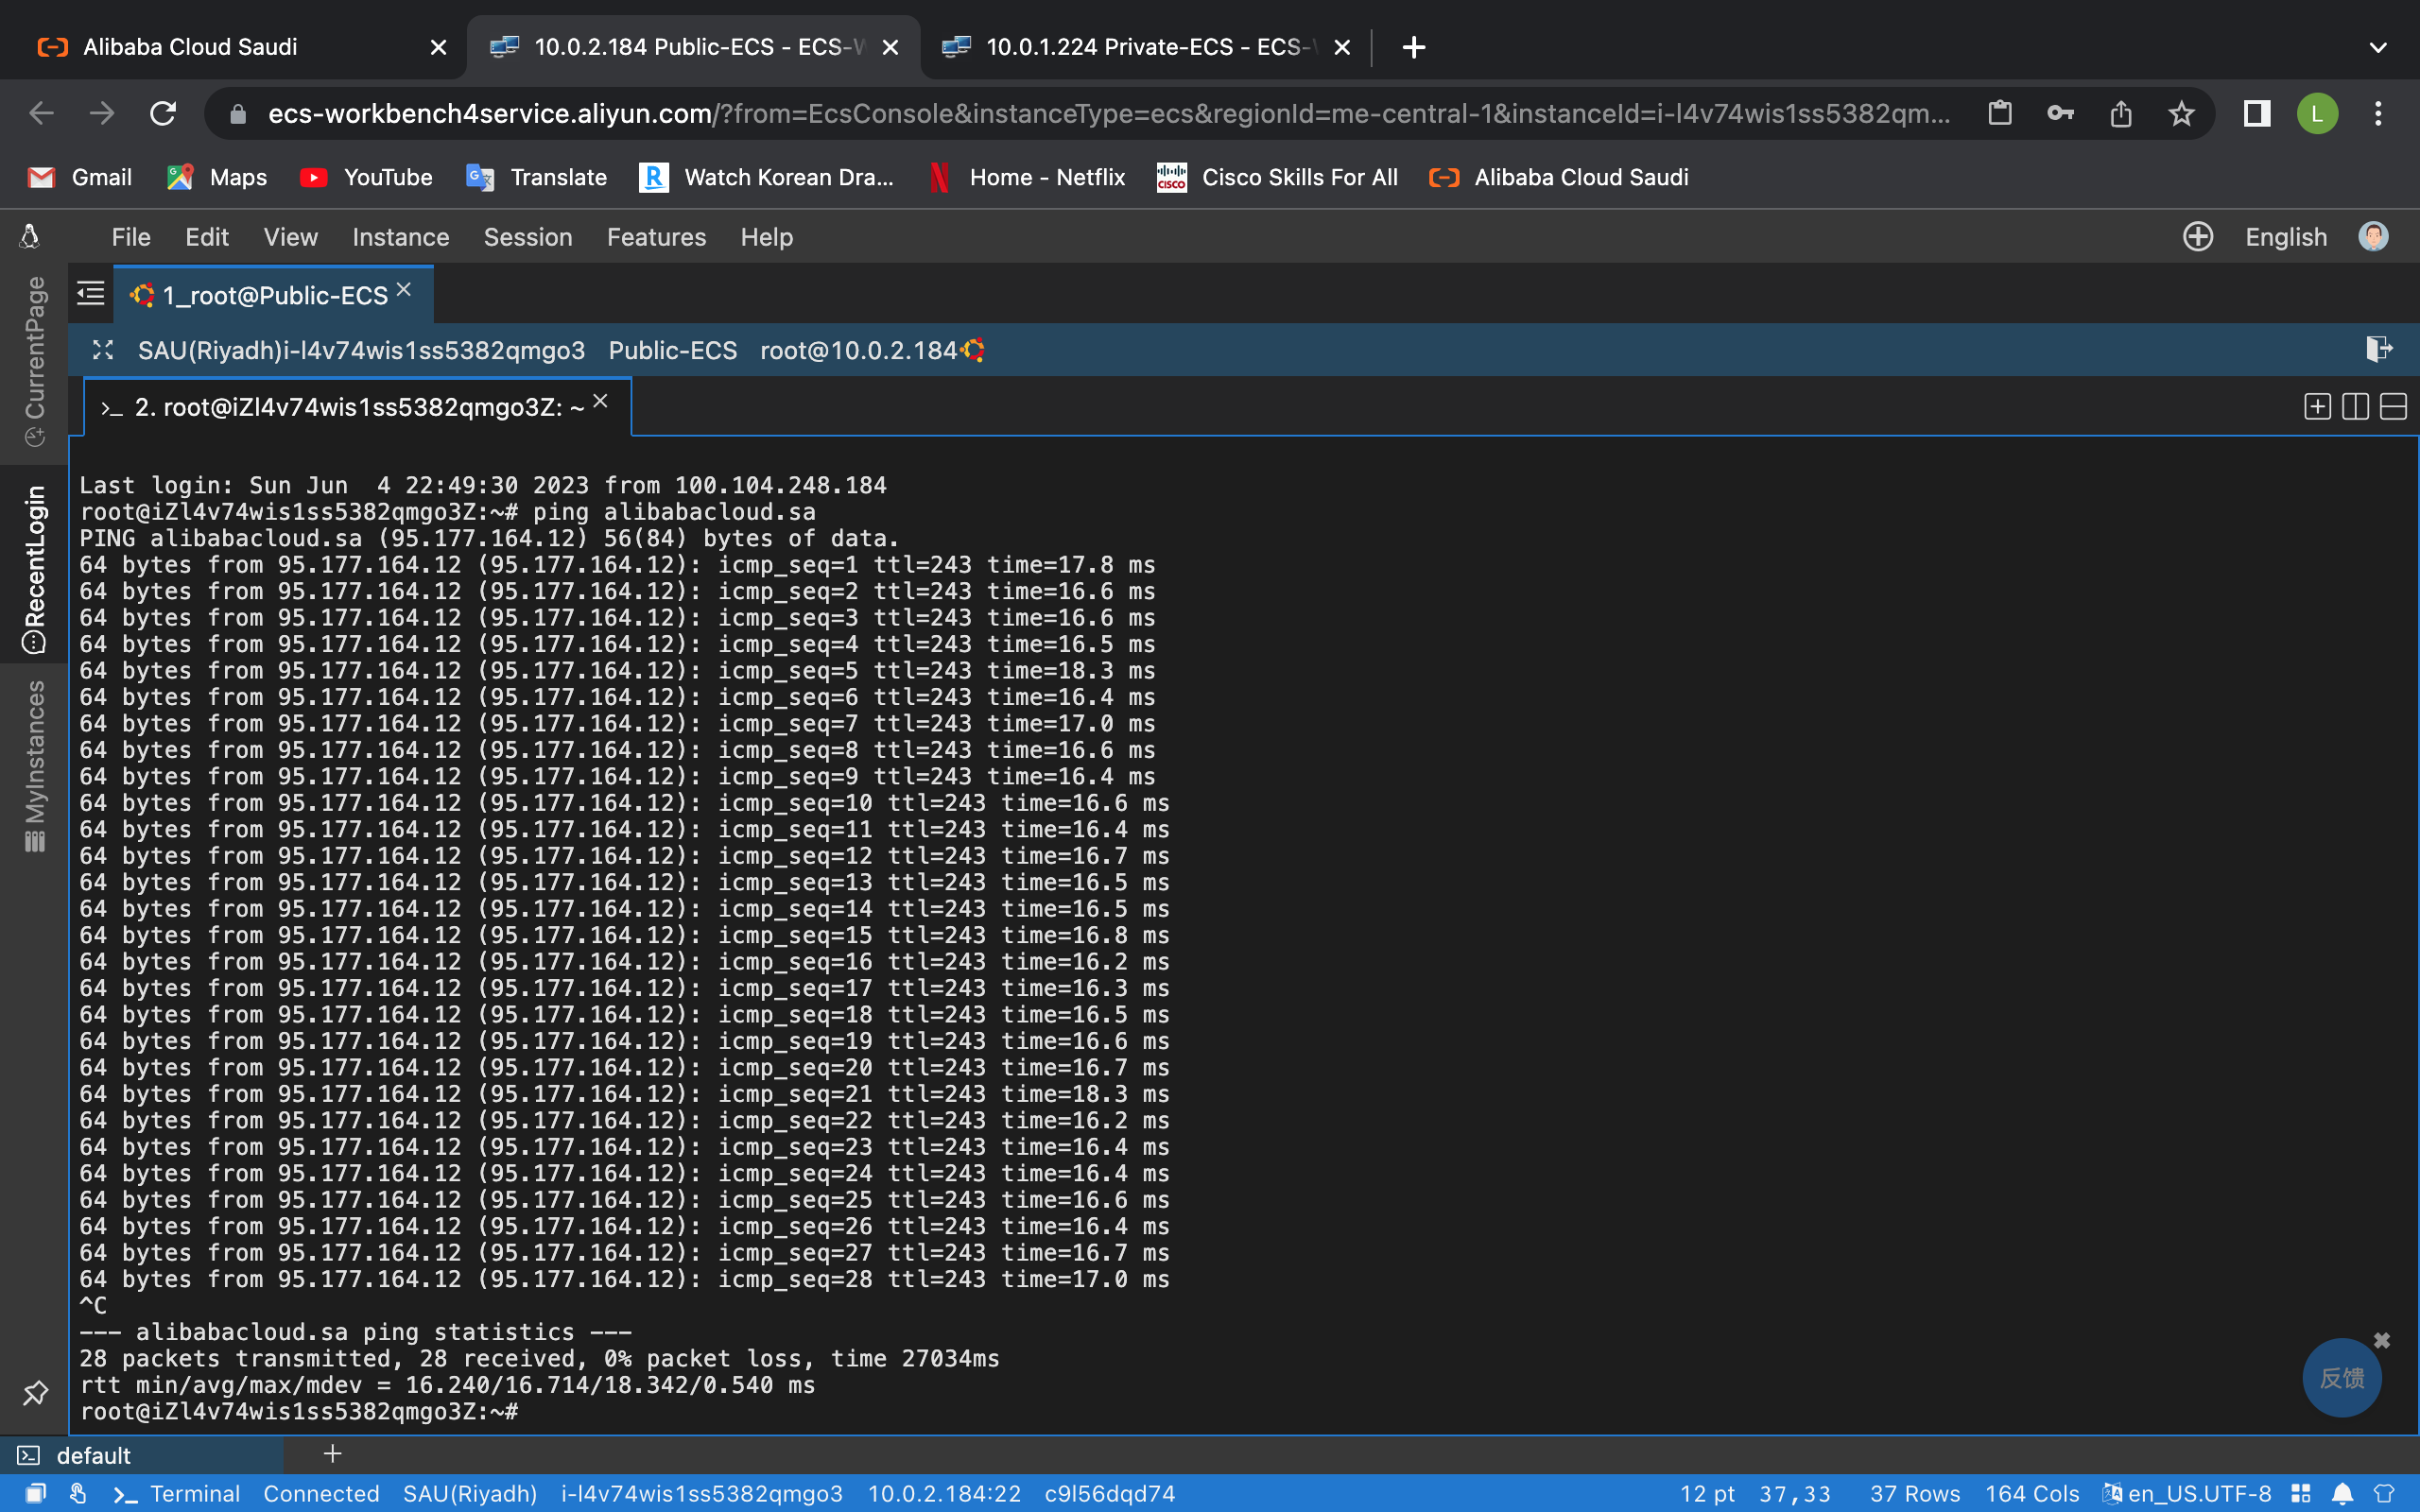 Alibaba Cloud Saudi
10.0.2.184 Public-ECS - ECS-W
10.0.1.224 Private-ECS - ECS-
ecs-workbench4service.aliyun.com/?from=EcsConsole&instanceType=ecs&regionId=me-central-1&instanceId=i-l4v74wis1ss5382qm...
L
Gmail
Maps
YouTube
Translate
Watch Korean Dra...
Home - Netflix
Cisco Skills For All
Alibaba Cloud Saudi
File Edit View Instance Session Features Help
English
CurrentPage
RecentLogin
MyInstances
1_root@Public-ECS
SAU(Riyadh)i-l4v74wis1ss5382qmgo3 Public-ECS root@10.0.2.184
>_ 2. root@iZl4v74wis1ss5382qmgo3Z: ~
Last login: Sun Jun  4 22:49:30 2023 from 100.104.248.184
root@iZl4v74wis1ss5382qmgo3Z:~# ping alibabacloud.sa
PING alibabacloud.sa (95.177.164.12) 56(84) bytes of data.
64 bytes from 95.177.164.12 (95.177.164.12): icmp_seq=1 ttl=243 time=17.8 ms
64 bytes from 95.177.164.12 (95.177.164.12): icmp_seq=2 ttl=243 time=16.6 ms
64 bytes from 95.177.164.12 (95.177.164.12): icmp_seq=3 ttl=243 time=16.6 ms
64 bytes from 95.177.164.12 (95.177.164.12): icmp_seq=4 ttl=243 time=16.5 ms
64 bytes from 95.177.164.12 (95.177.164.12): icmp_seq=5 ttl=243 time=18.3 ms
64 bytes from 95.177.164.12 (95.177.164.12): icmp_seq=6 ttl=243 time=16.4 ms
64 bytes from 95.177.164.12 (95.177.164.12): icmp_seq=7 ttl=243 time=17.0 ms
64 bytes from 95.177.164.12 (95.177.164.12): icmp_seq=8 ttl=243 time=16.6 ms
64 bytes from 95.177.164.12 (95.177.164.12): icmp_seq=9 ttl=243 time=16.4 ms
64 bytes from 95.177.164.12 (95.177.164.12): icmp_seq=10 ttl=243 time=16.6 ms
64 bytes from 95.177.164.12 (95.177.164.12): icmp_seq=11 ttl=243 time=16.4 ms
64 bytes from 95.177.164.12 (95.177.164.12): icmp_seq=12 ttl=243 time=16.7 ms
64 bytes from 95.177.164.12 (95.177.164.12): icmp_seq=13 ttl=243 time=16.5 ms
64 bytes from 95.177.164.12 (95.177.164.12): icmp_seq=14 ttl=243 time=16.5 ms
64 bytes from 95.177.164.12 (95.177.164.12): icmp_seq=15 ttl=243 time=16.8 ms
64 bytes from 95.177.164.12 (95.177.164.12): icmp_seq=16 ttl=243 time=16.2 ms
64 bytes from 95.177.164.12 (95.177.164.12): icmp_seq=17 ttl=243 time=16.3 ms
64 bytes from 95.177.164.12 (95.177.164.12): icmp_seq=18 ttl=243 time=16.5 ms
64 bytes from 95.177.164.12 (95.177.164.12): icmp_seq=19 ttl=243 time=16.6 ms
64 bytes from 95.177.164.12 (95.177.164.12): icmp_seq=20 ttl=243 time=16.7 ms
64 bytes from 95.177.164.12 (95.177.164.12): icmp_seq=21 ttl=243 time=18.3 ms
64 bytes from 95.177.164.12 (95.177.164.12): icmp_seq=22 ttl=243 time=16.2 ms
64 bytes from 95.177.164.12 (95.177.164.12): icmp_seq=23 ttl=243 time=16.4 ms
64 bytes from 95.177.164.12 (95.177.164.12): icmp_seq=24 ttl=243 time=16.4 ms
64 bytes from 95.177.164.12 (95.177.164.12): icmp_seq=25 ttl=243 time=16.6 ms
64 bytes from 95.177.164.12 (95.177.164.12): icmp_seq=26 ttl=243 time=16.4 ms
64 bytes from 95.177.164.12 (95.177.164.12): icmp_seq=27 ttl=243 time=16.7 ms
64 bytes from 95.177.164.12 (95.177.164.12): icmp_seq=28 ttl=243 time=17.0 ms
^C
--- alibabacloud.sa ping statistics ---
28 packets transmitted, 28 received, 0% packet loss, time 27034ms
rtt min/avg/max/mdev = 16.240/16.714/18.342/0.540 ms
root@iZl4v74wis1ss5382qmgo3Z:~#
反馈
default
Terminal Connected SAU(Riyadh) i-l4v74wis1ss5382qmgo3 10.0.2.184:22 c9l56dqd74 12 pt 37,33 37 Rows 164 Cols en_US.UTF-8